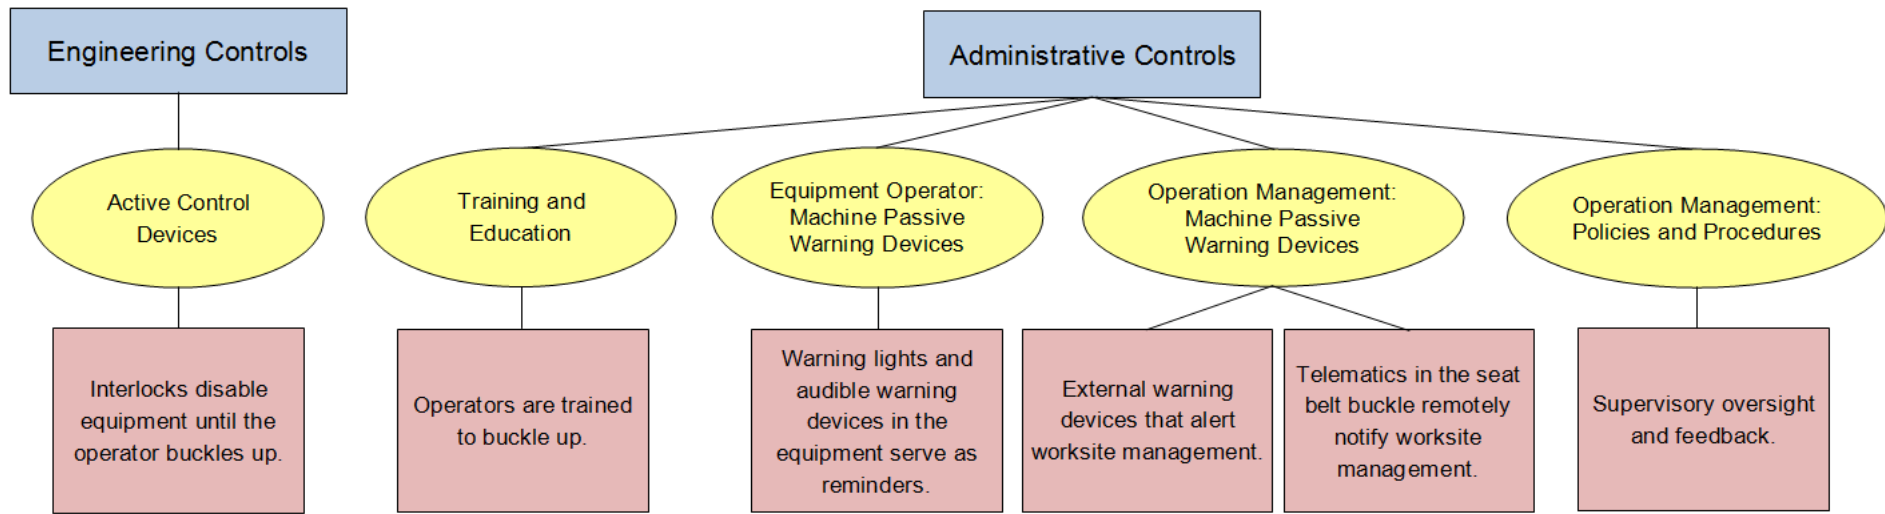 Engineering Controls
Administrative Controls
Active Control
Devices
Training and
Education
Equipment Operator:
Machine Passive
Warning Devices
Operation Management:
Machine Passive
Warning Devices
Operation Management:
Policies and Procedures
Interlocks disable
equipment until the
operator buckles up.
Operators are trained
to buckle up.
Warning lights and
audible warning
devices in the
equipment serve as
reminders.
External warning
devices that alert
worksite management.
Telematics in the seat
belt buckle remotely
notify worksite
management.
Supervisory oversight
and feedback.